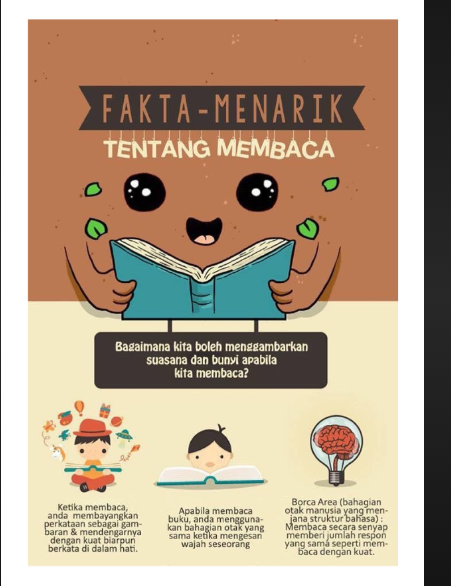 FAKTA-MENARIK
TENTANG MEMBACA
Bagaimana kita boleh menggambarkan
suasana dan bunyi apabila
kita membaca?
Ketika membaca,
anda membayangkan
perkataan sebagai gam-
baran & mendengarnya
dengan kuat biarpun
berkata di dalam hati.
Apabila membaca
buku, anda mengguna-
kan bahagian otak yang
sama ketika mengesan
wajah seseorang
Borca Area (bahagian
otak manusia yang men-
jana struktur bahasa) :
Membaca secara senyap
memberi jumlah respon
yang sama seperti mem-
baca dengan kuat.